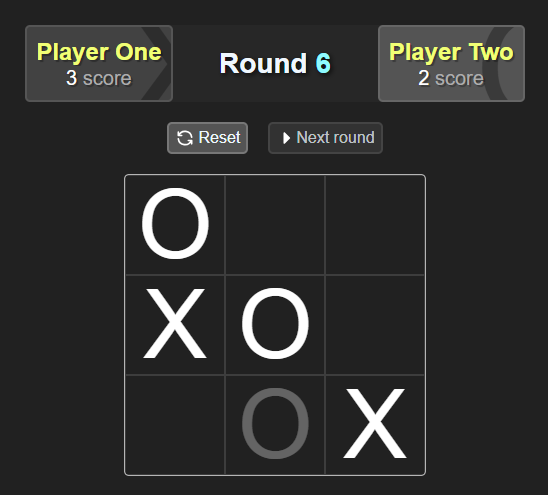 Player One
3 score
Round 6
Player Two
2 score
Reset
Next round
O
X O
O X